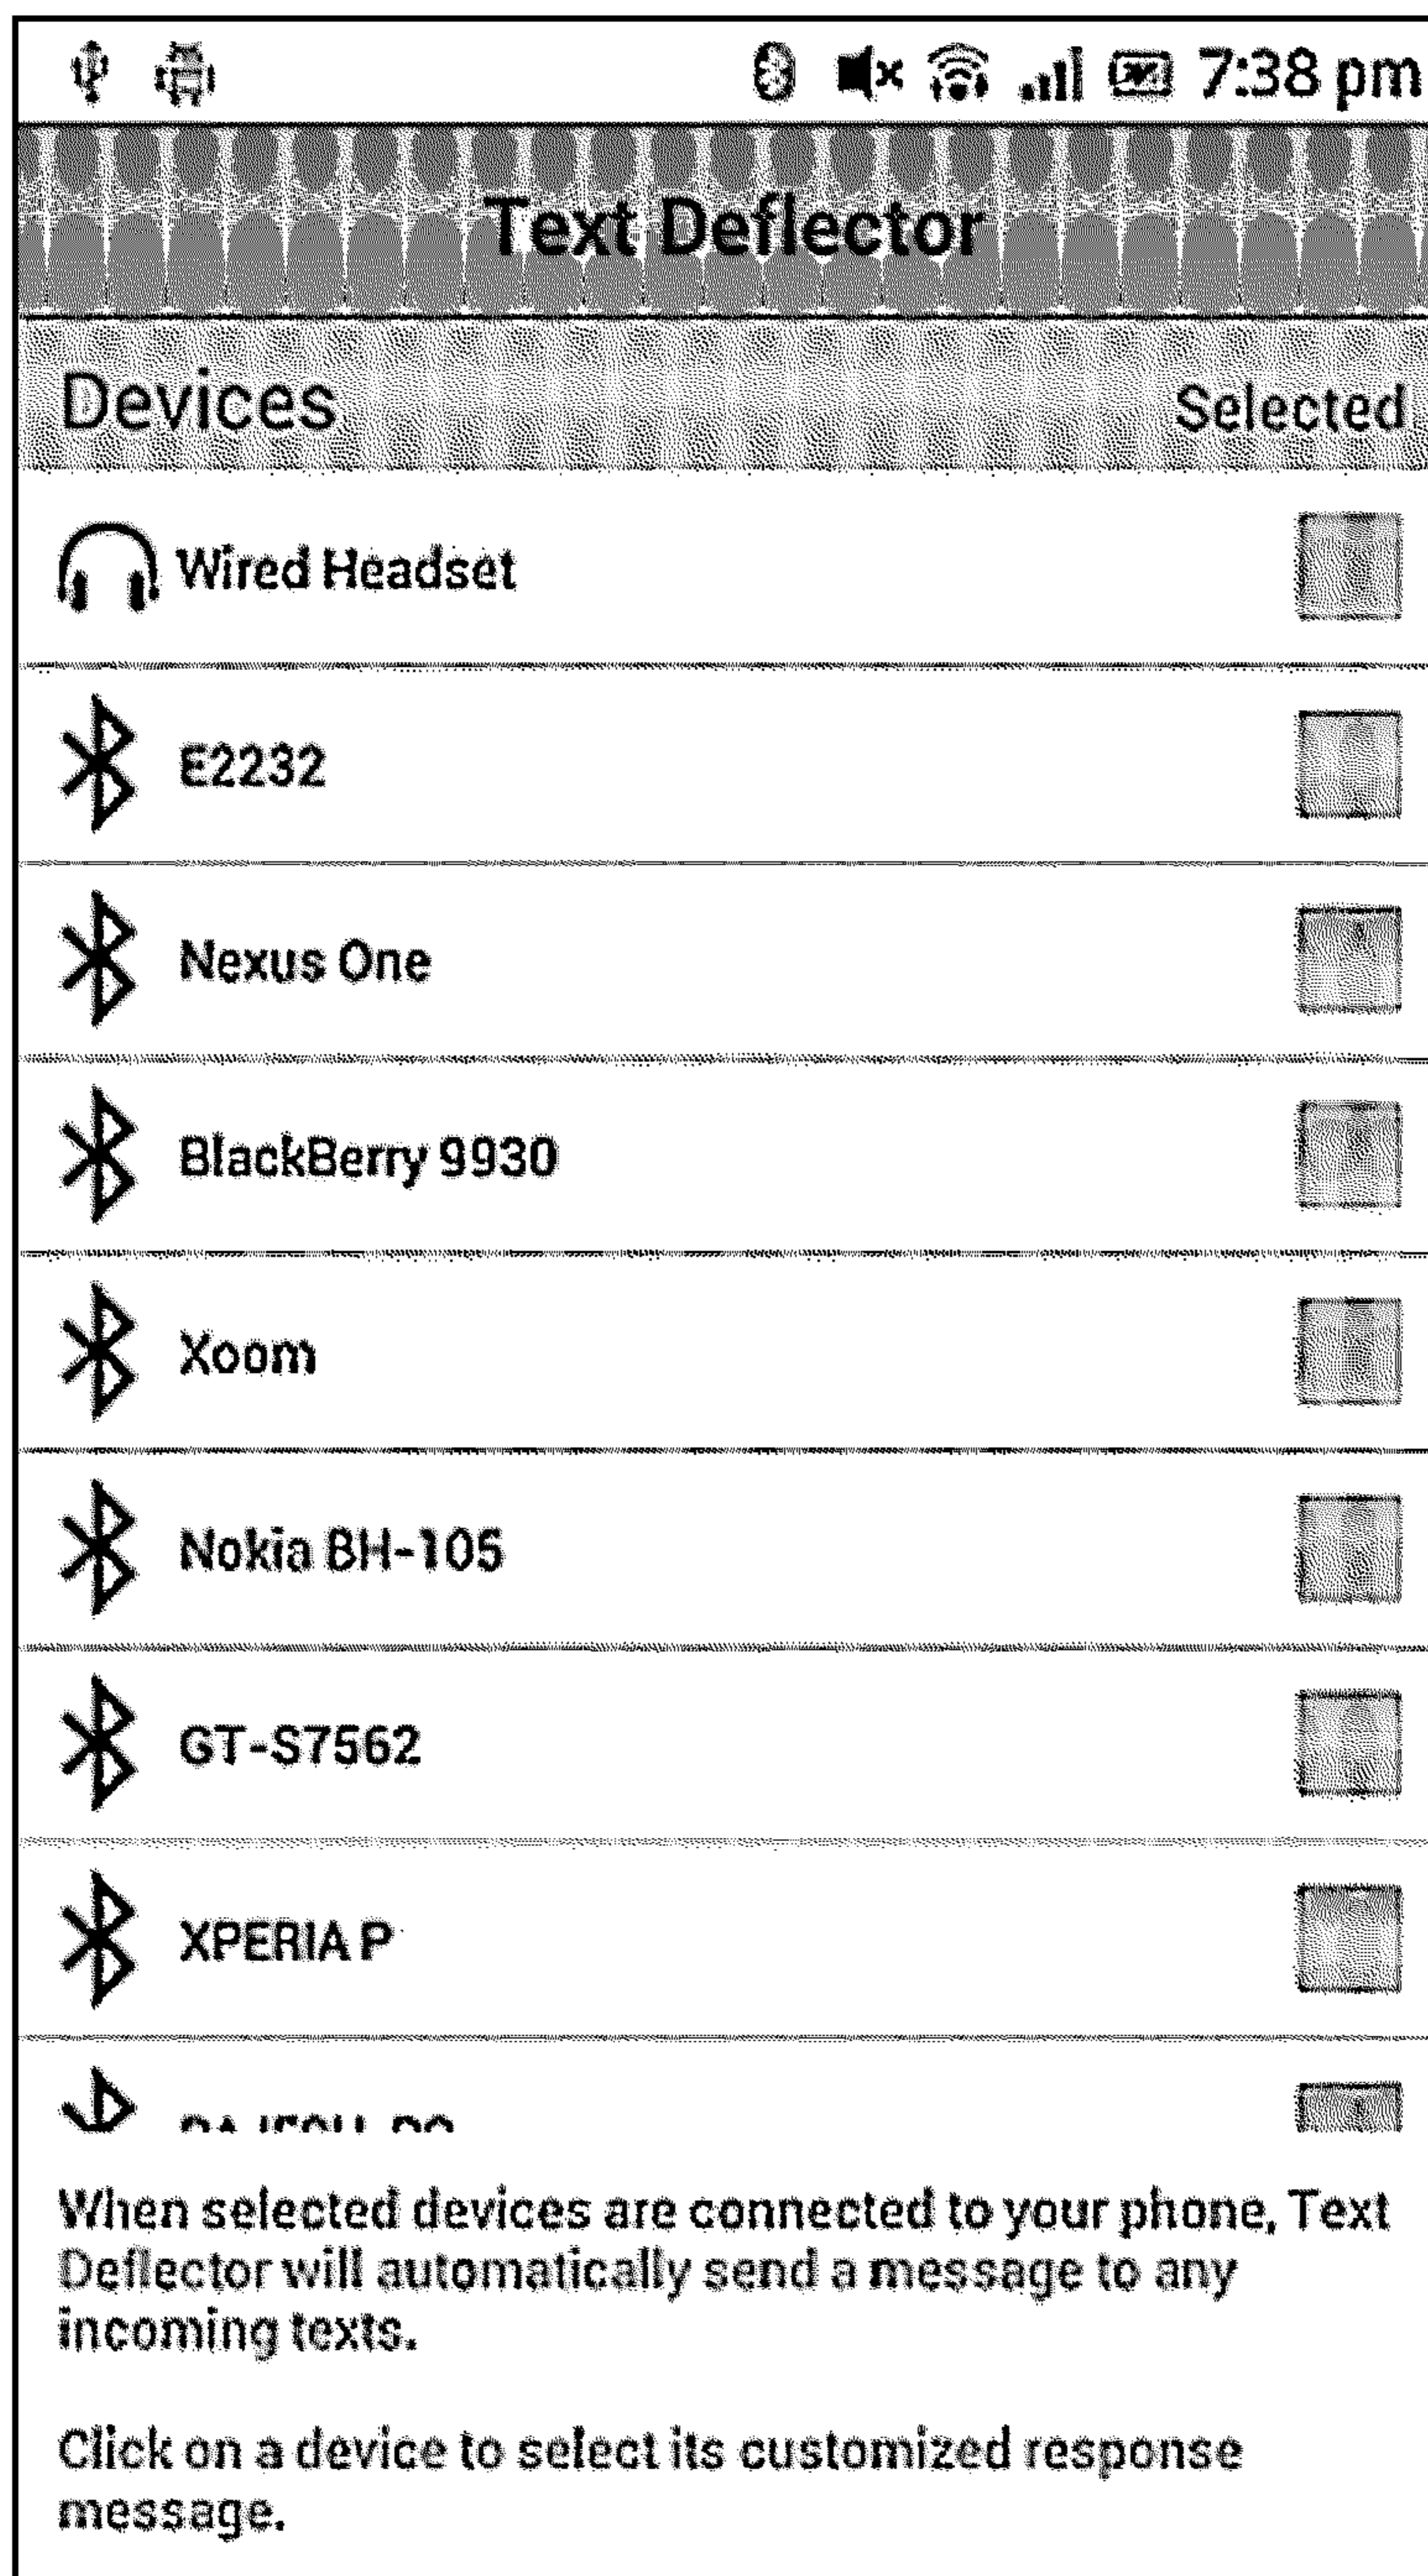 7:38 pm
Text Deflector
Devices Selected
Wired Headset
E2232
Nexus One
BlackBerry 9930
Xoom
Nokia BH-105
GT-S7562
XPERIA P
When selected devices are connected to your phone, Text
Deflector will automatically send a message to any
incoming texts.
Click on a device to select its customized response
message.